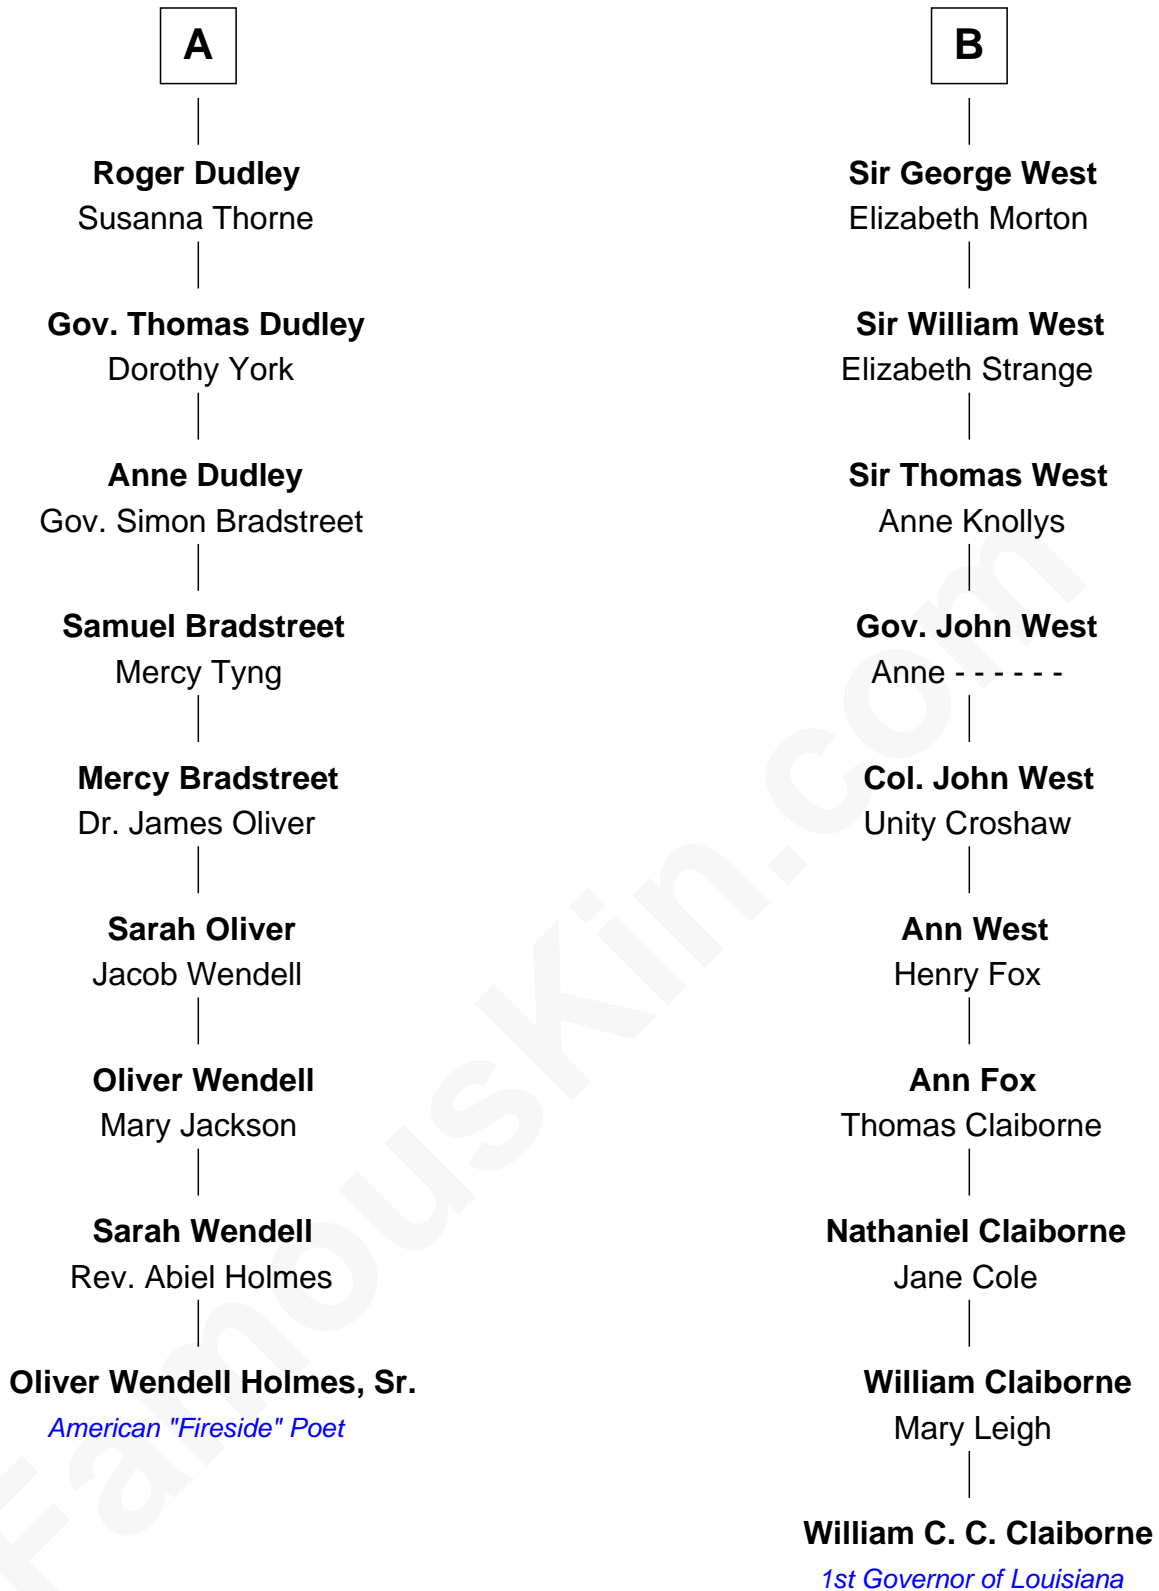 A
Roger Dudley
Susanna Thorne
Gov. Thomas Dudley
Dorothy York
Anne Dudley
Gov. Simon Bradstreet
Samuel Bradstreet
Mercy Tyng
Mercy Bradstreet
Dr. James Oliver
Sarah Oliver
Jacob Wendell
Oliver Wendell
Mary Jackson
Sarah Wendell
Rev. Abiel Holmes
Oliver Wendell Holmes, Sr.
American "Fireside" Poet
B
Sir George West
Elizabeth Morton
Sir William West
Elizabeth Strange
Sir Thomas West
Anne Knollys
Gov. John West
Anne - - - - - -
Col. John West
Unity Croshaw
Ann West
Henry Fox
Ann Fox
Thomas Claiborne
Nathaniel Claiborne
Jane Cole
William Claiborne
Mary Leigh
William C. C. Claiborne
1st Governor of Louisiana
FamousKin.com